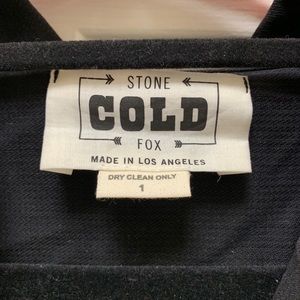 STONE
COLD
FOX
MADE IN LOS ANGELES
DRY CLEAN ONLY
1